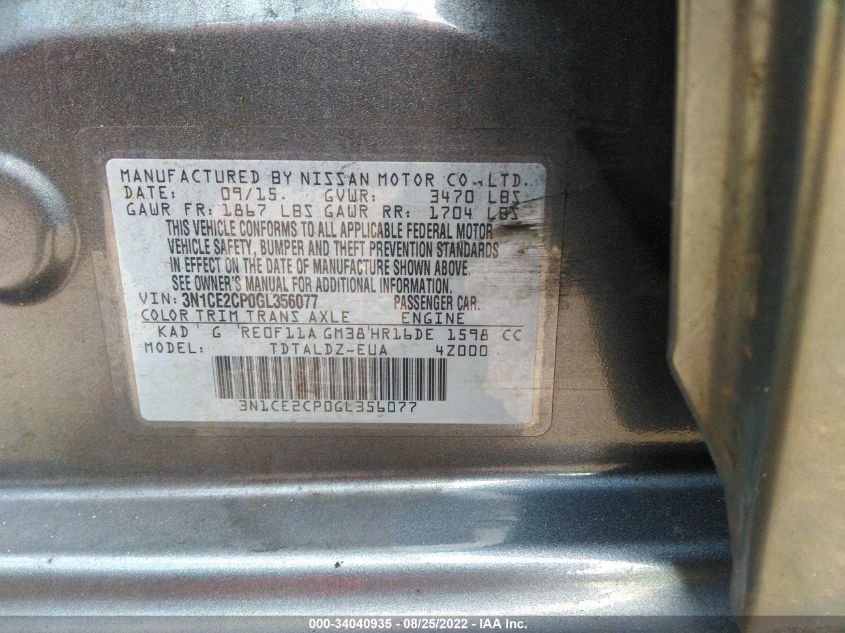 MANUFACTURED BY NISSAN MOTOR CO.,LTD.
DATE: 09/15. GVWR: 3470 LBS
GAWR FR: 1867 LBS GAWR RR: 1704 LBS
THIS VEHICLE CONFORMS TO ALL APPLICABLE FEDERAL MOTOR
VEHICLE SAFETY, BUMPER AND THEFT PREVENTION STANDARDS
IN EFFECT ON THE DATE OF MANUFACTURE SHOWN ABOVE.
SEE OWNER'S MANUAL FOR ADDITIONAL INFORMATION.
VIN: 3N1CE2CP0GL356077 PASSENGER CAR.
COLOR TRIM TRANS AXLE ENGINE
KAD G RE0F11A GM38 HR16DE 1598 CC
MODEL: TDTALDZ-EUA 4Z000
3N1CE2CP0GL356077
000-34040935 - 08/25/2022 - IAA Inc.